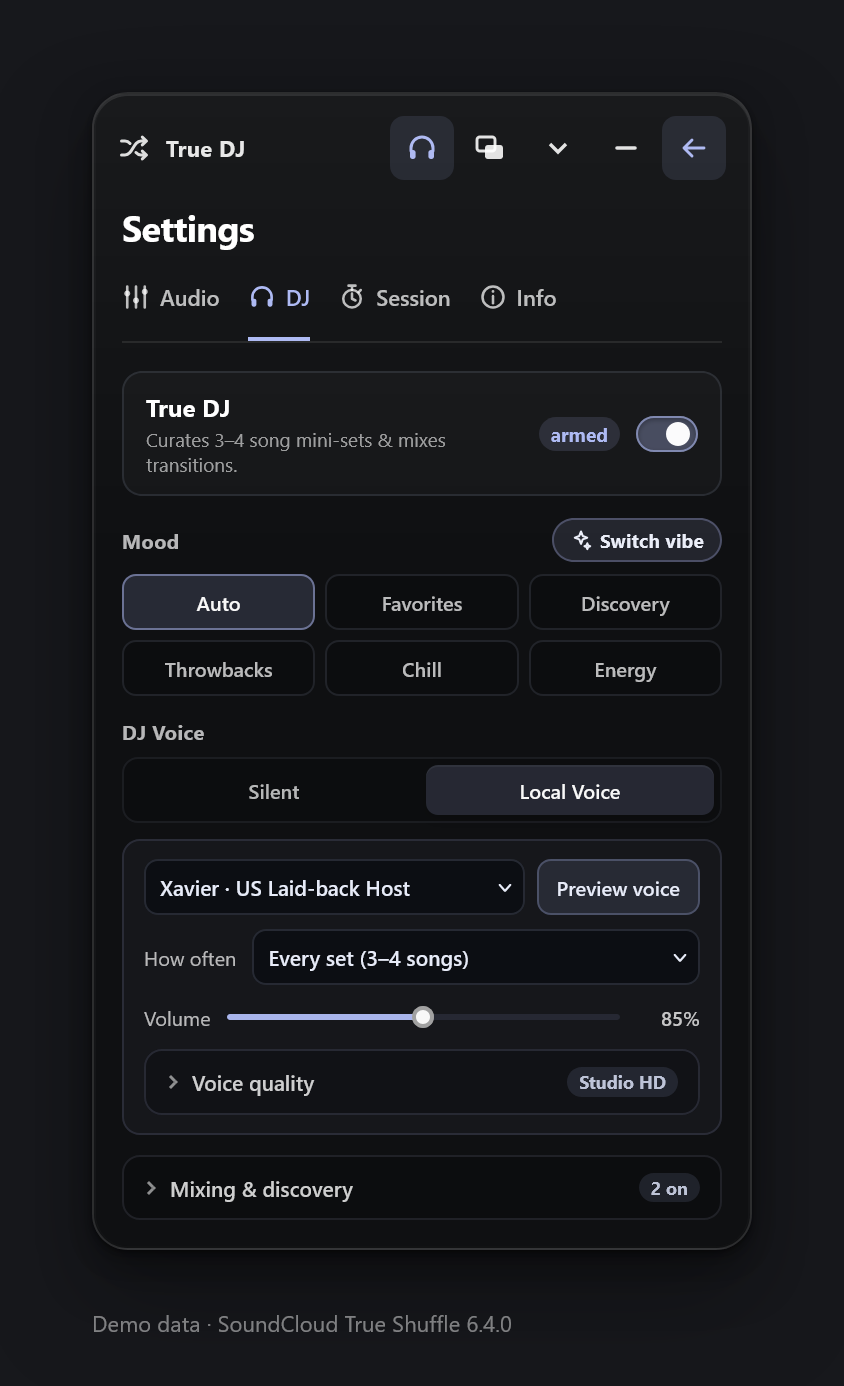 True DJ
Settings
Audio
DJ
Session
Info
True DJ
Curates 3–4 song mini-sets & mixes
transitions.
armed
Mood
Switch vibe
Auto
Favorites
Discovery
Throwbacks
Chill
Energy
DJ Voice
Silent
Local Voice
Xavier · US Laid-back Host
Preview voice
How often
Every set (3–4 songs)
Volume
85%
Voice quality
Studio HD
Mixing & discovery
2 on
Demo data · SoundCloud True Shuffle 6.4.0